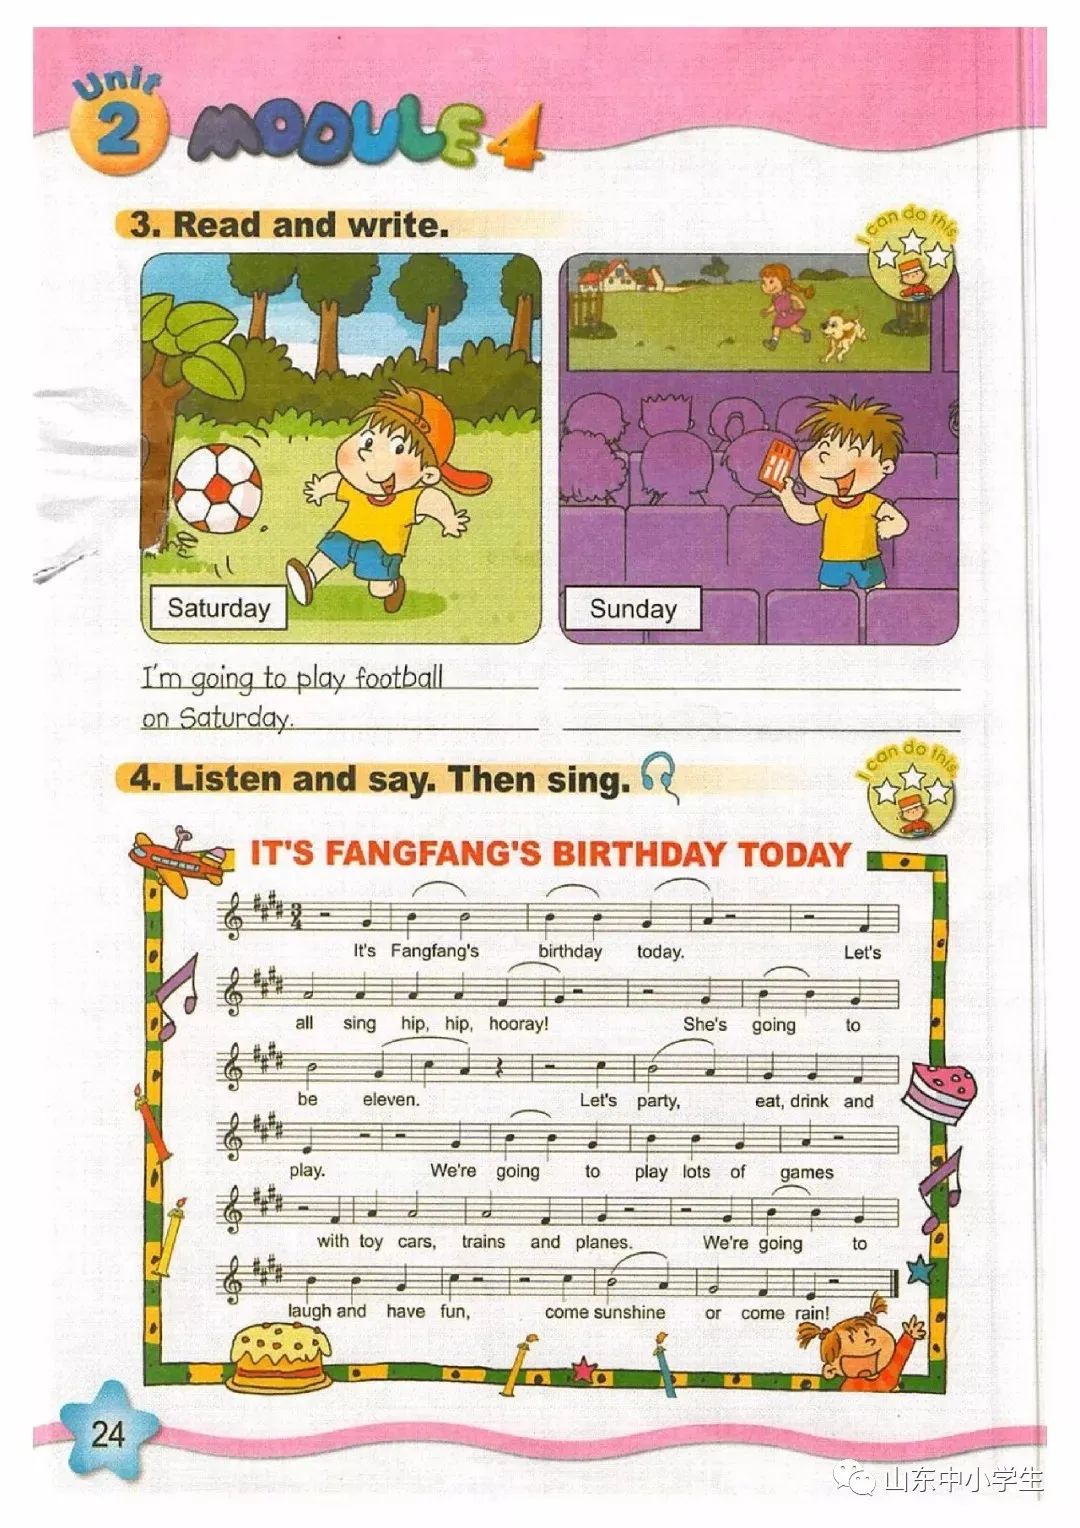 Unit
2
MODULE 4
3. Read and write.
I can do this.
Saturday
Sunday
I'm going to play football
on Saturday.
4. Listen and say. Then sing.
I can do this.
IT'S FANGFANG'S BIRTHDAY TODAY
3
4
It's Fangfang's birthday today. Let's
all sing hip, hip, hooray! She's going to
be eleven. Let's party, eat, drink and
play. We're going to play lots of games
with toy cars, trains and planes. We're going to
laugh and have fun, come sunshine or come rain!
24
山东中小学生